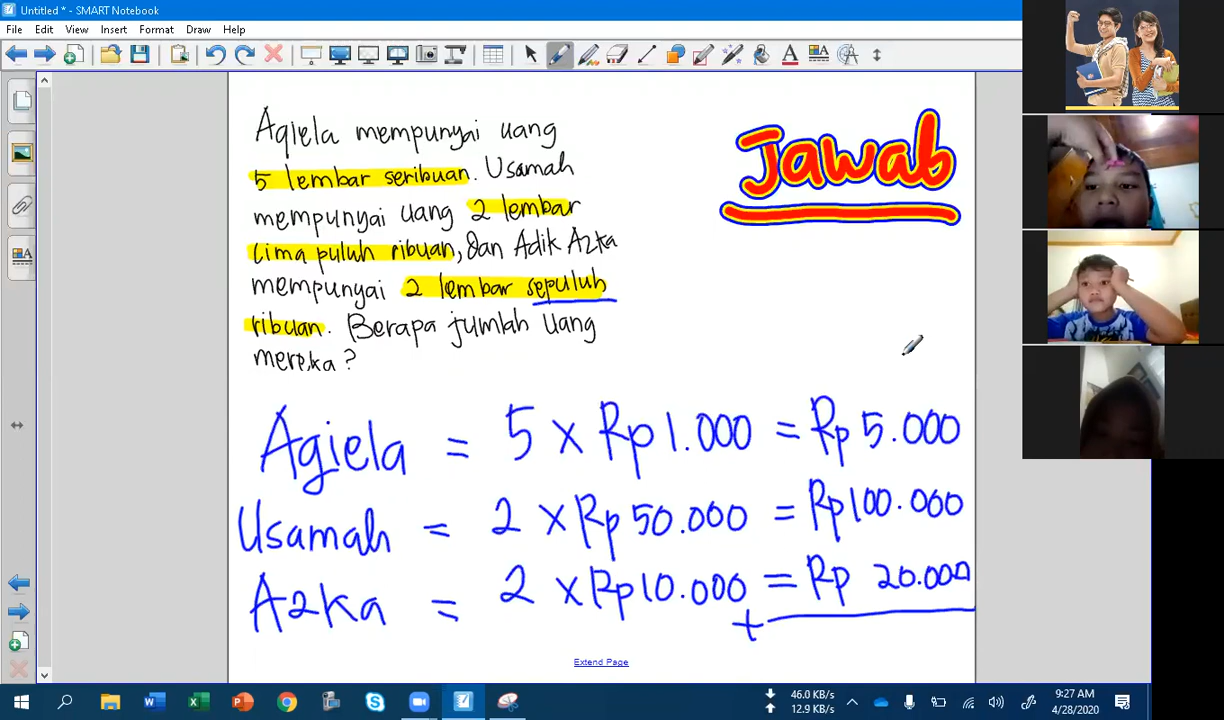 Untitled * - SMART Notebook
File Edit View Insert Format Draw Help
Aqiela mempunyai uang
5 lembar seribuan. Usamah
mempunyai uang 2 lembar
lima puluh ribuan, dan Adik Azka
mempunyai 2 lembar sepuluh
ribuan. Berapa jumlah uang
mereka?
Jawab
Aqiela = 5 x Rp 1.000 = Rp 5.000
Usamah = 2 x Rp 50.000 = Rp 100.000
Azka = 2 x Rp 10.000 = Rp 20.000
+
Extend Page
46.0 KB/s
12.9 KB/s
9:27 AM
4/28/2020